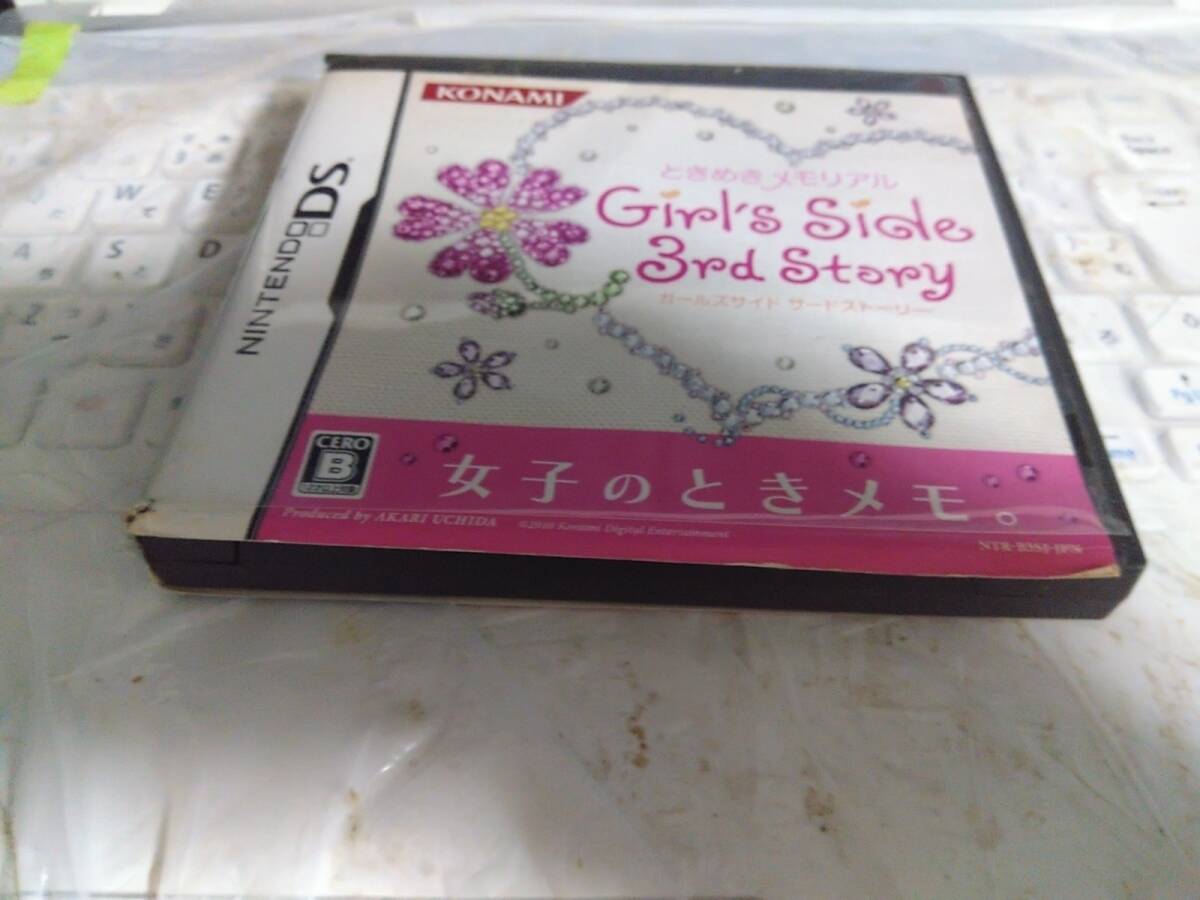 NINTENDO DS
KONAMI
ときめきメモリアル
Girl's Side
3rd Story
ガールズサイド サードストーリー
CERO
B
女子のときメモ。
Produced by AKARI UCHIDA
©2010 Konami Digital Entertainment
W
E
A
S
D
Z